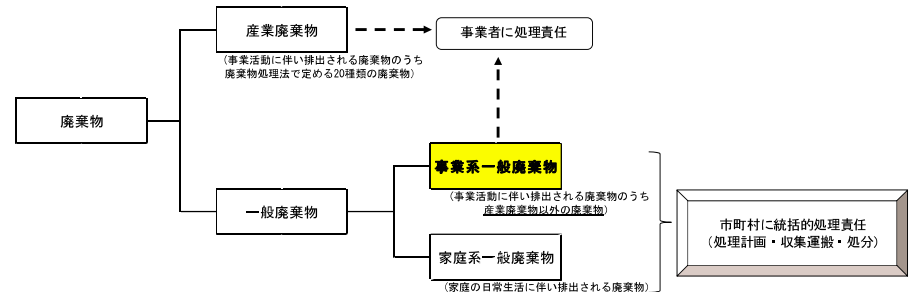 産業廃棄物
事業者に処理責任
(事業活動に伴い排出される廃棄物のうち
廃棄物処理法で定める20種類の廃棄物)
廃棄物
事業系一般廃棄物
(事業活動に伴い排出される廃棄物のうち
産業廃棄物以外の廃棄物)
一般廃棄物
市町村に統括的処理責任
(処理計画・収集運搬・処分)
家庭系一般廃棄物
(家庭の日常生活に伴い排出される廃棄物)